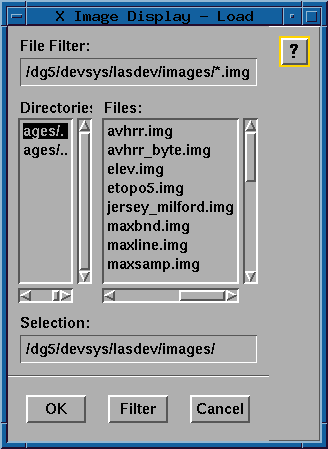 X Image Display - Load
File Filter:
?
/dg5/devsys/lasdev/images/*.img
Directories
Files:
ages/.
ages/..
avhrr.img
avhrr_byte.img
elev.img
etopo5.img
jersey_milford.img
maxbnd.img
maxline.img
maxsamp.img
Selection:
/dg5/devsys/lasdev/images/
OK
Filter
Cancel